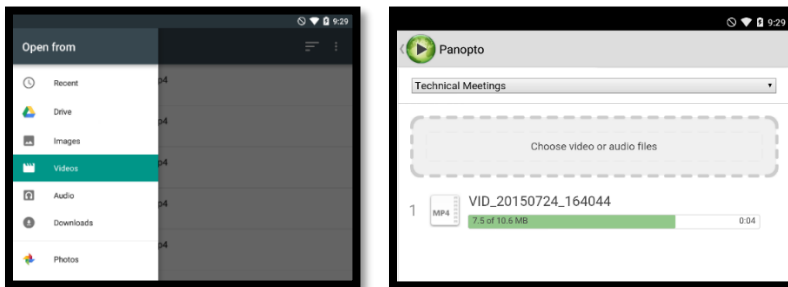 9:29
Open from
Recent
p4
Drive
p4
Images
Videos
p4
Audio
p4
Downloads
p4
Photos
9:29
Panopto
Technical Meetings
Choose video or audio files
1 MP4 VID_20150724_164044
7.5 of 10.6 MB 0:04